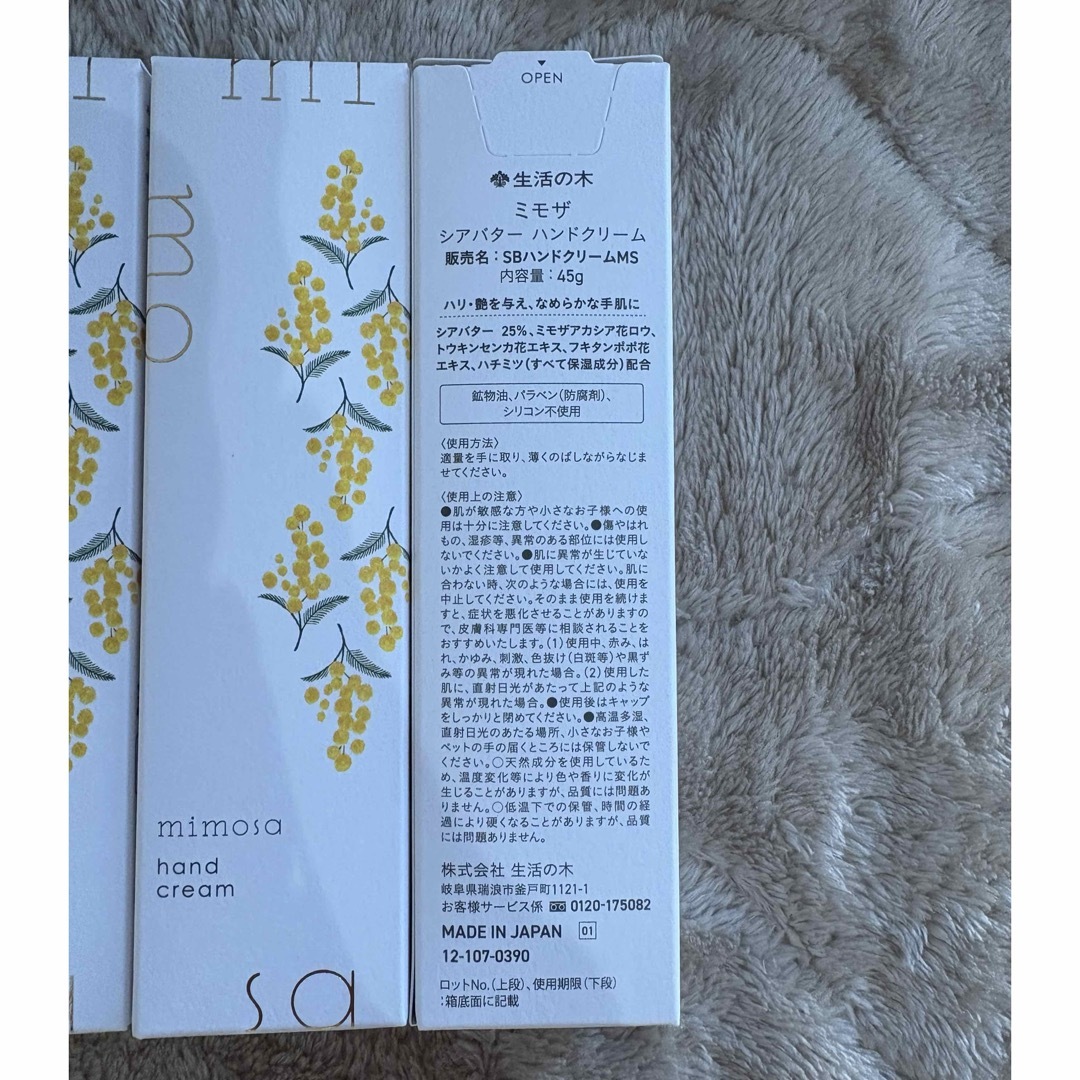 mi
mo
sa
mimosa
hand
cream
OPEN
生活の木
ミモザ
シアバター ハンドクリーム
販売名：SBハンドクリームMS
内容量：45g
ハリ・艶を与え、なめらかな手肌に
シアバター 25%、ミモザアカシア花ロウ、
トウキンセンカ花エキス、フキタンポポ花
エキス、ハチミツ(すべて保湿成分)配合
鉱物油、パラベン(防腐剤)、
シリコン不使用
〈使用方法〉
適量を手に取り、薄くのばしながらなじま
せてください。
〈使用上の注意〉
●肌が敏感な方や小さなお子様への使
用は十分に注意してください。●傷やはれ
もの、湿疹等、異常のある部位には使用し
ないでください。●肌に異常が生じていな
いかよく注意して使用してください。肌に
合わない時、次のような場合には、使用を
中止してください。そのまま使用を続けま
すと、症状を悪化させることがありますの
で、皮膚科専門医等に相談されることを
おすすめいたします。(1)使用中、赤み、は
れ、かゆみ、刺激、色抜け(白斑等)や黒ず
み等の異常が現れた場合。(2)使用した
肌に、直射日光があたって上記のような
異常が現れた場合。●使用後はキャップ
をしっかりと閉めてください。●高温多湿、
直射日光のあたる場所、小さなお子様や
ペットの手の届くところには保管しないで
ください。○天然成分を使用しているた
め、温度変化等により色や香りに変化が
生じることがありますが、品質には問題あ
りません。○低温下での保管、時間の経
過により硬くなることがありますが、品質
には問題ありません。
株式会社 生活の木
岐阜県瑞浪市釜戸町1121-1
お客様サービス係 0120-175082
MADE IN JAPAN 01
12-107-0390
ロットNo.(上段)、使用期限(下段)
:箱底面に記載